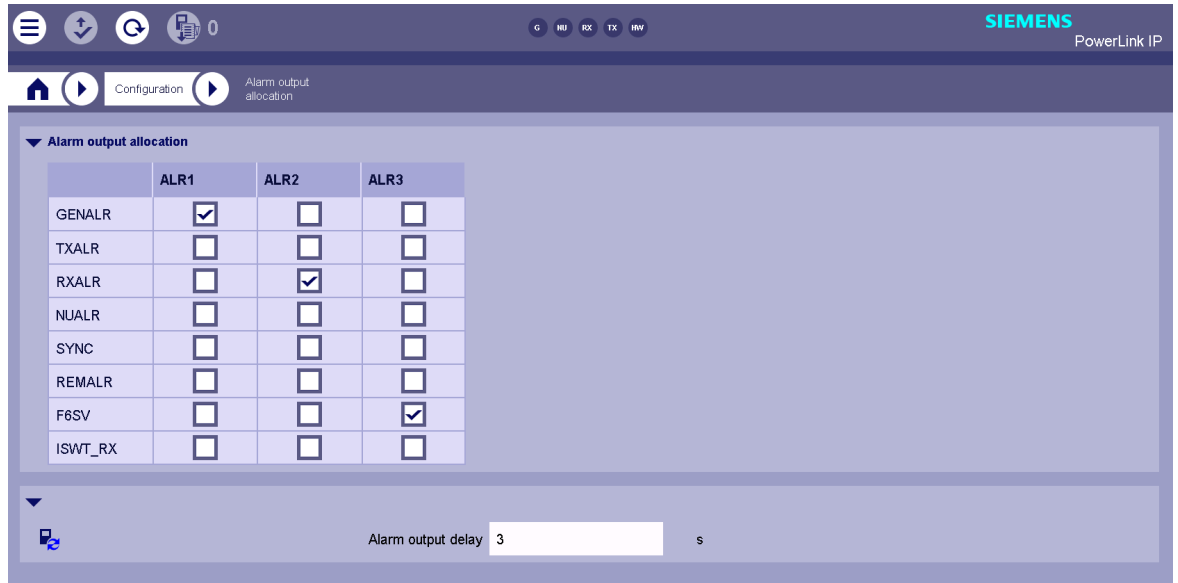 0
G NU RX TX HW
SIEMENS
PowerLink IP
Configuration
Alarm output
allocation
Alarm output allocation
ALR1 ALR2 ALR3
GENALR
TXALR
RXALR
NUALR
SYNC
REMALR
F6SV
ISWT_RX
Alarm output delay 3 s